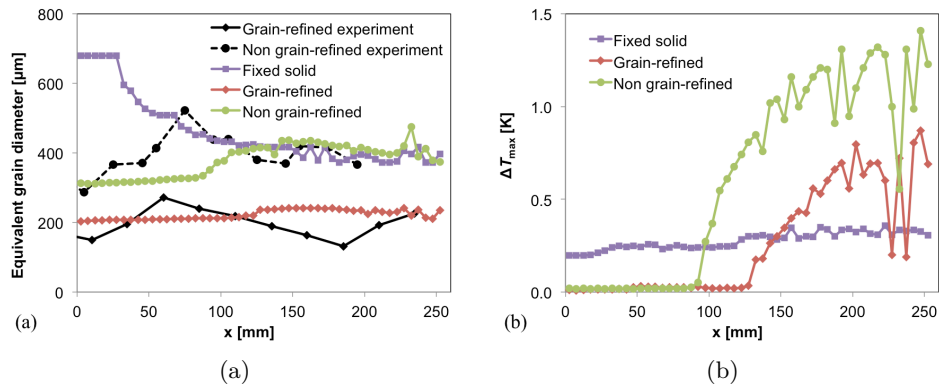 (a)
Equivalent grain diameter [µm]
800
600
400
200
0
0 50 100 150 200 250
x [mm]
Grain-refined experiment
Non grain-refined experiment
Fixed solid
Grain-refined
Non grain-refined
(b)
ΔTmax [K]
1.5
1.0
0.5
0.0
0 50 100 150 200 250
x [mm]
Fixed solid
Grain-refined
Non grain-refined
(a)
(b)